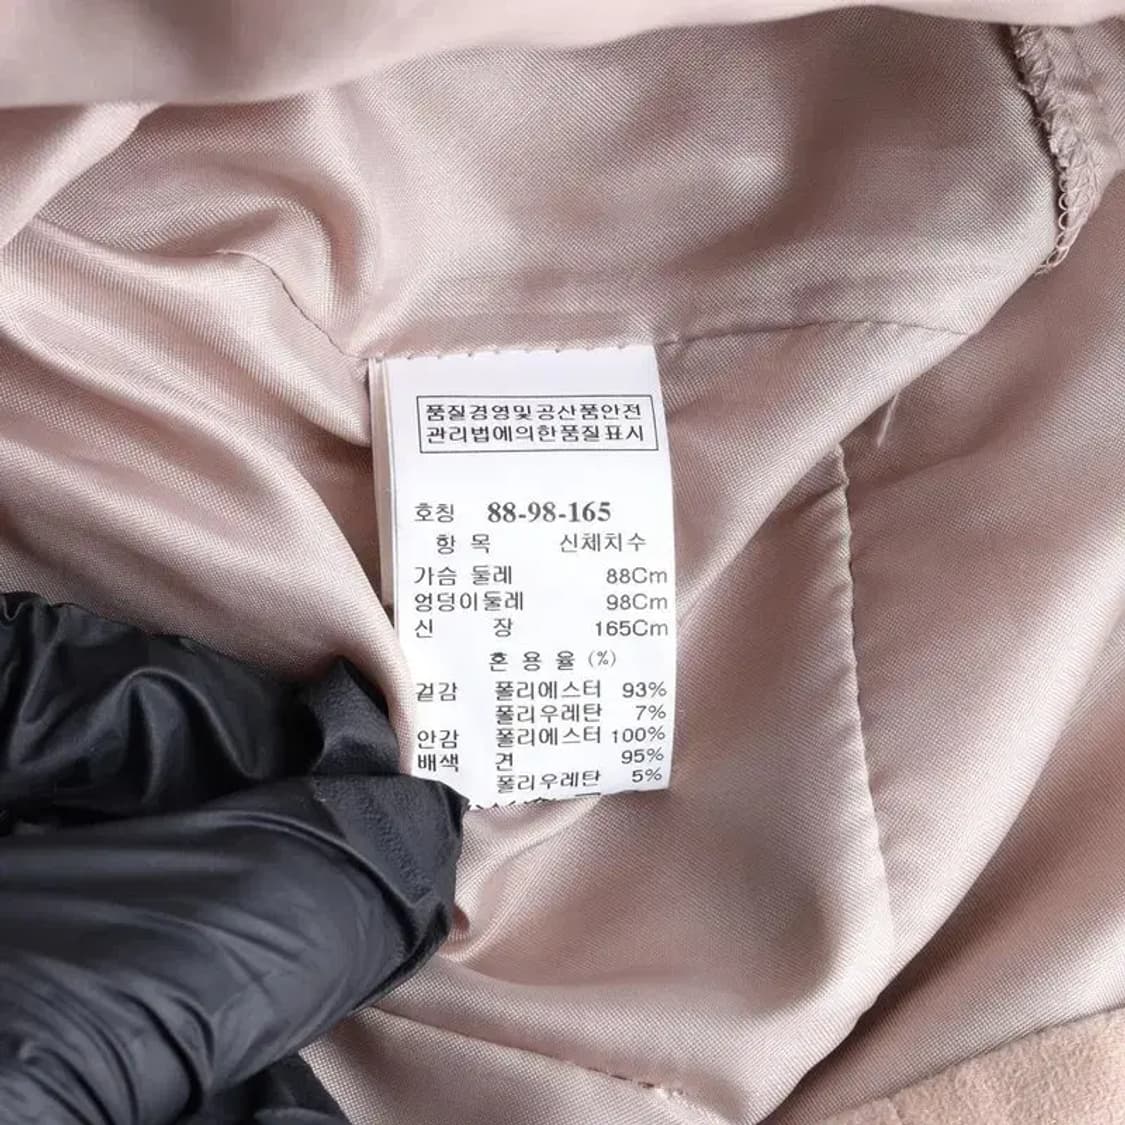 품질경영및공산품안전
관리법에의한품질표시
호칭 88-98-165
항 목 신체치수
가슴 둘레 88Cm
엉덩이둘레 98Cm
신 장 165Cm
혼 용 율 (%)
겉감 폴리에스터 93%
폴리우레탄 7%
안감 폴리에스터 100%
배색 견 95%
폴리우레탄 5%